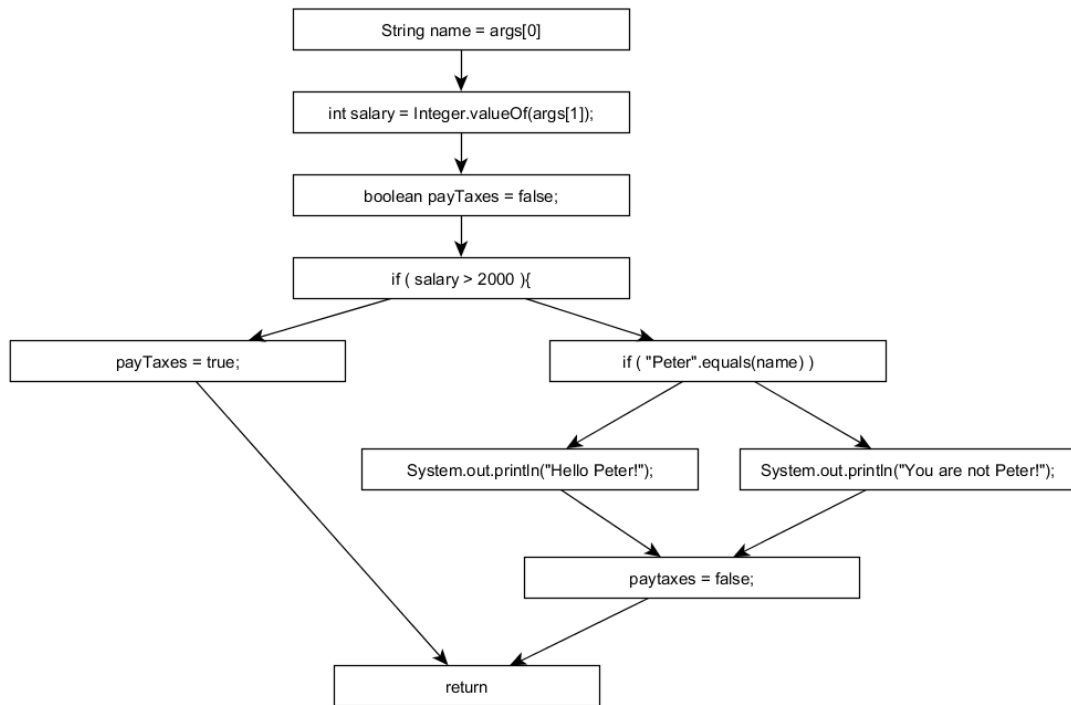 String name = args[0]
int salary = Integer.valueOf(args[1]);
boolean payTaxes = false;
if ( salary > 2000 ){
payTaxes = true;
if ( "Peter".equals(name) )
System.out.println("Hello Peter!");
System.out.println("You are not Peter!");
paytaxes = false;
return